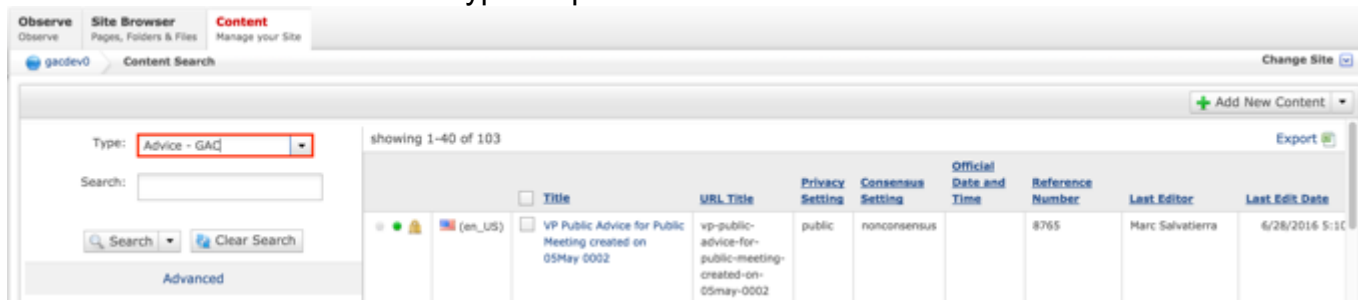 Observe Site Browser Content
Observe Pages, Folders & Files Manage your Site
gacdev0 Content Search Change Site
Add New Content
Type: Advice - GAC showing 1-40 of 103 Export
Search:
Title URL Title Privacy Setting Consensus Setting Official Date and Time Reference Number Last Editor Last Edit Date
(en_US) VP Public Advice for Public vp-public- public nonconsensus 8765 Marc Salvatierra 6/28/2016 5:10
Meeting created on advice-for-
05May 0002 public-meeting-
created-on-
05may-0002
Search Clear Search
Advanced